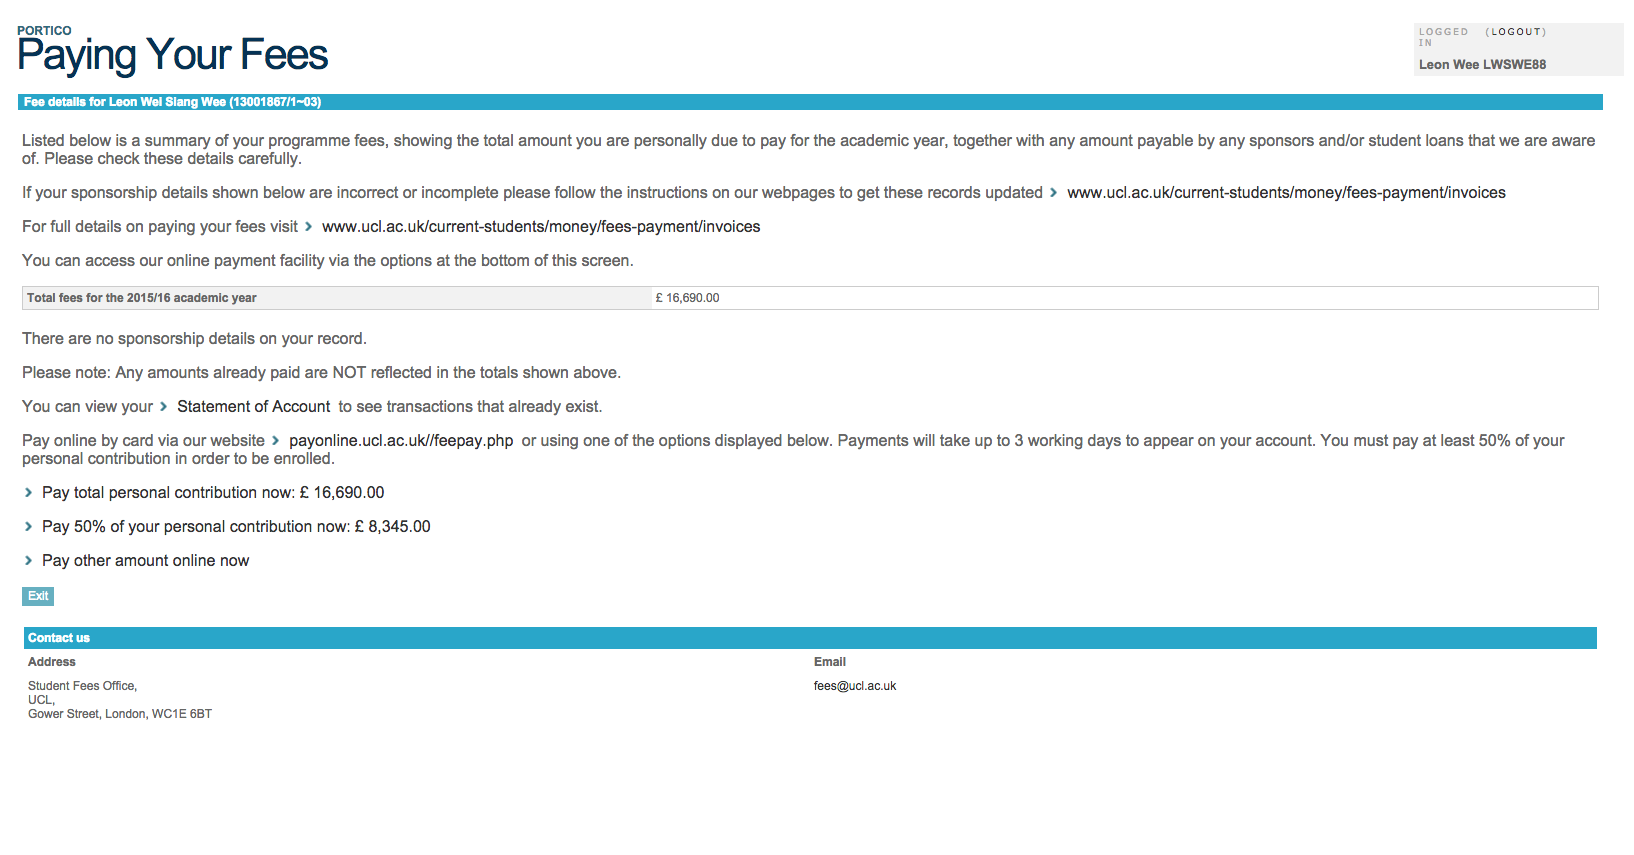 PORTICO
Paying Your Fees
LOGGED IN (LOGOUT)
Leon Wee LWSWE88
Fee details for Leon Wei Siang Wee (13001867/1~03)
Listed below is a summary of your programme fees, showing the total amount you are personally due to pay for the academic year, together with any amount payable by any sponsors and/or student loans that we are aware
of. Please check these details carefully.
If your sponsorship details shown below are incorrect or incomplete please follow the instructions on our webpages to get these records updated › www.ucl.ac.uk/current-students/money/fees-payment/invoices
For full details on paying your fees visit › www.ucl.ac.uk/current-students/money/fees-payment/invoices
You can access our online payment facility via the options at the bottom of this screen.
Total fees for the 2015/16 academic year £ 16,690.00
There are no sponsorship details on your record.
Please note: Any amounts already paid are NOT reflected in the totals shown above.
You can view your › Statement of Account to see transactions that already exist.
Pay online by card via our website › payonline.ucl.ac.uk//feepay.php or using one of the options displayed below. Payments will take up to 3 working days to appear on your account. You must pay at least 50% of your
personal contribution in order to be enrolled.
› Pay total personal contribution now: £ 16,690.00
› Pay 50% of your personal contribution now: £ 8,345.00
› Pay other amount online now
Exit
Contact us
Address Email
Student Fees Office, fees@ucl.ac.uk
UCL,
Gower Street, London, WC1E 6BT